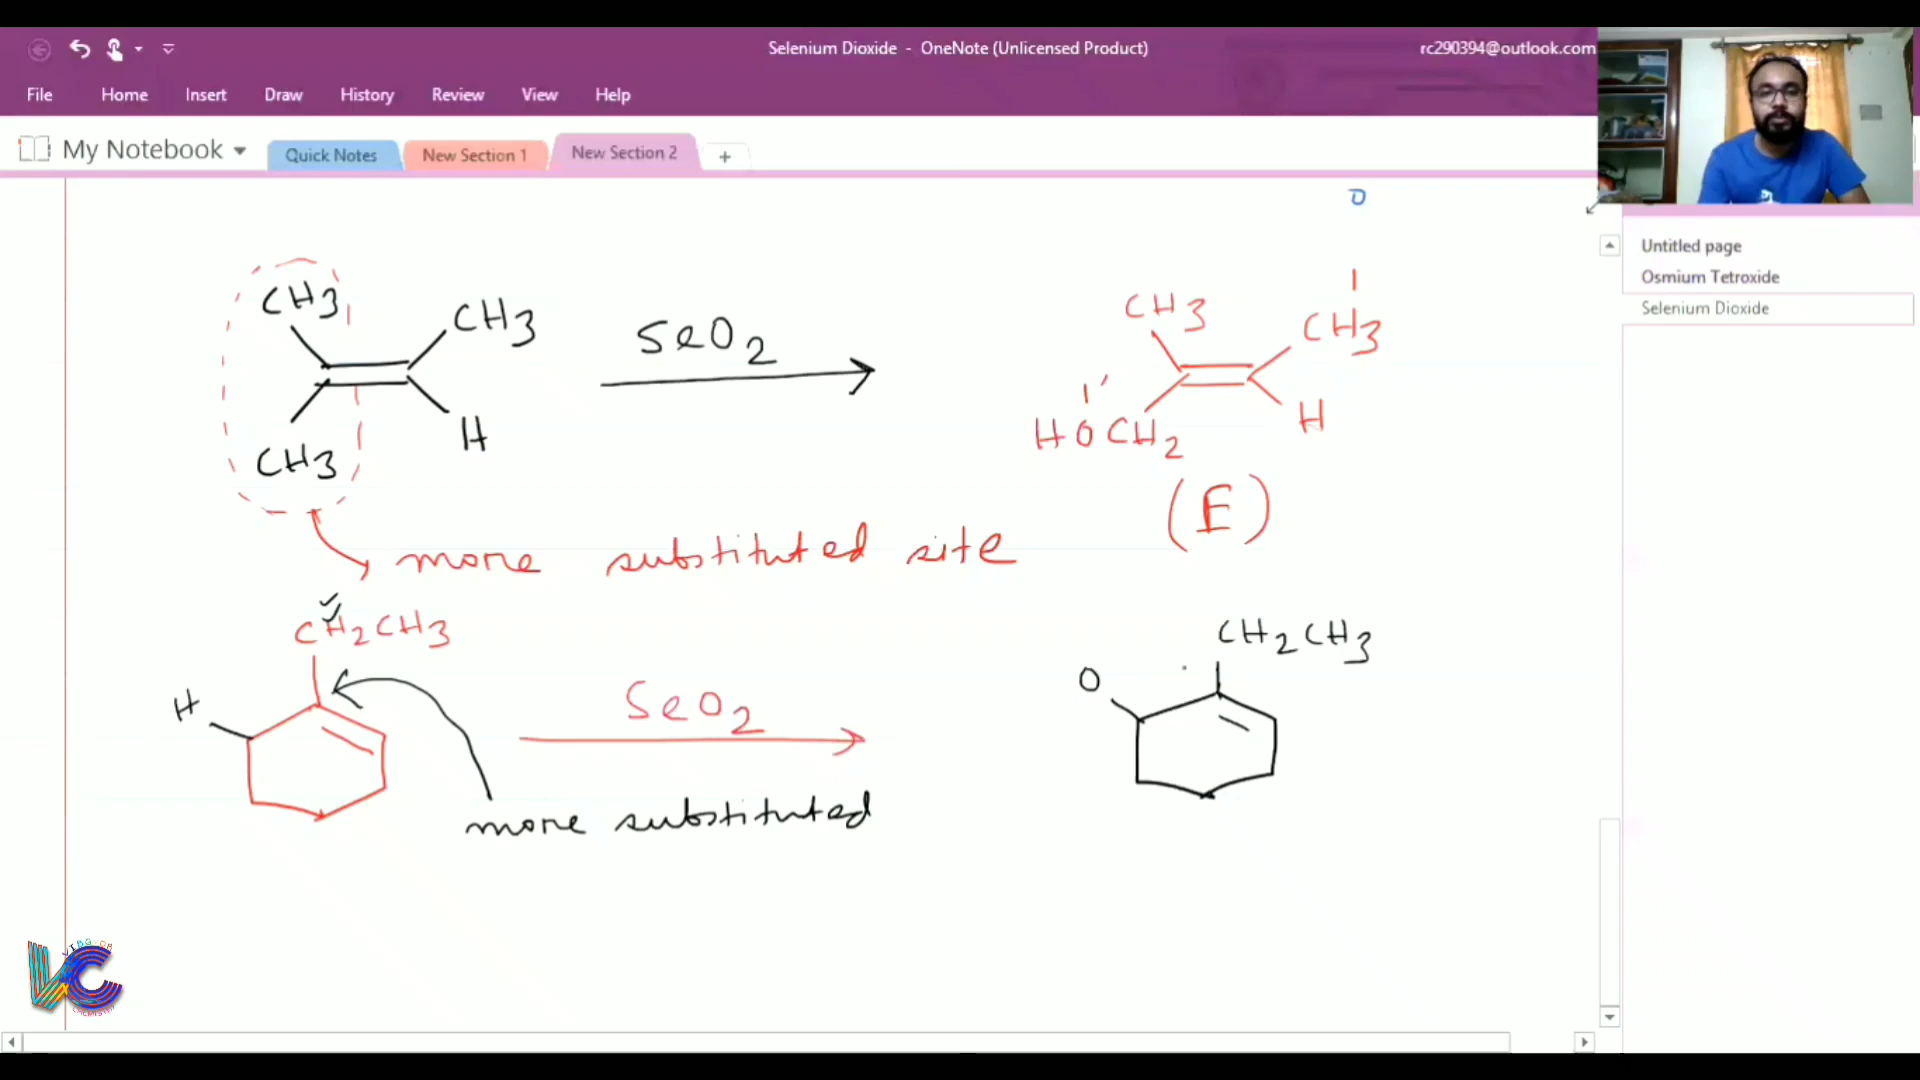 Selenium Dioxide - OneNote (Unlicensed Product)
rc290394@outlook.com
File Home Insert Draw History Review View Help
My Notebook
Quick Notes
New Section 1
New Section 2
+
Untitled page
Osmium Tetroxide
Selenium Dioxide
CH3
CH3
CH3
H
SeO2
CH3
CH3
HOCH2
H
(E)
more substituted site
CH2CH3
H
SeO2
more substituted
CH2CH3
O
VC